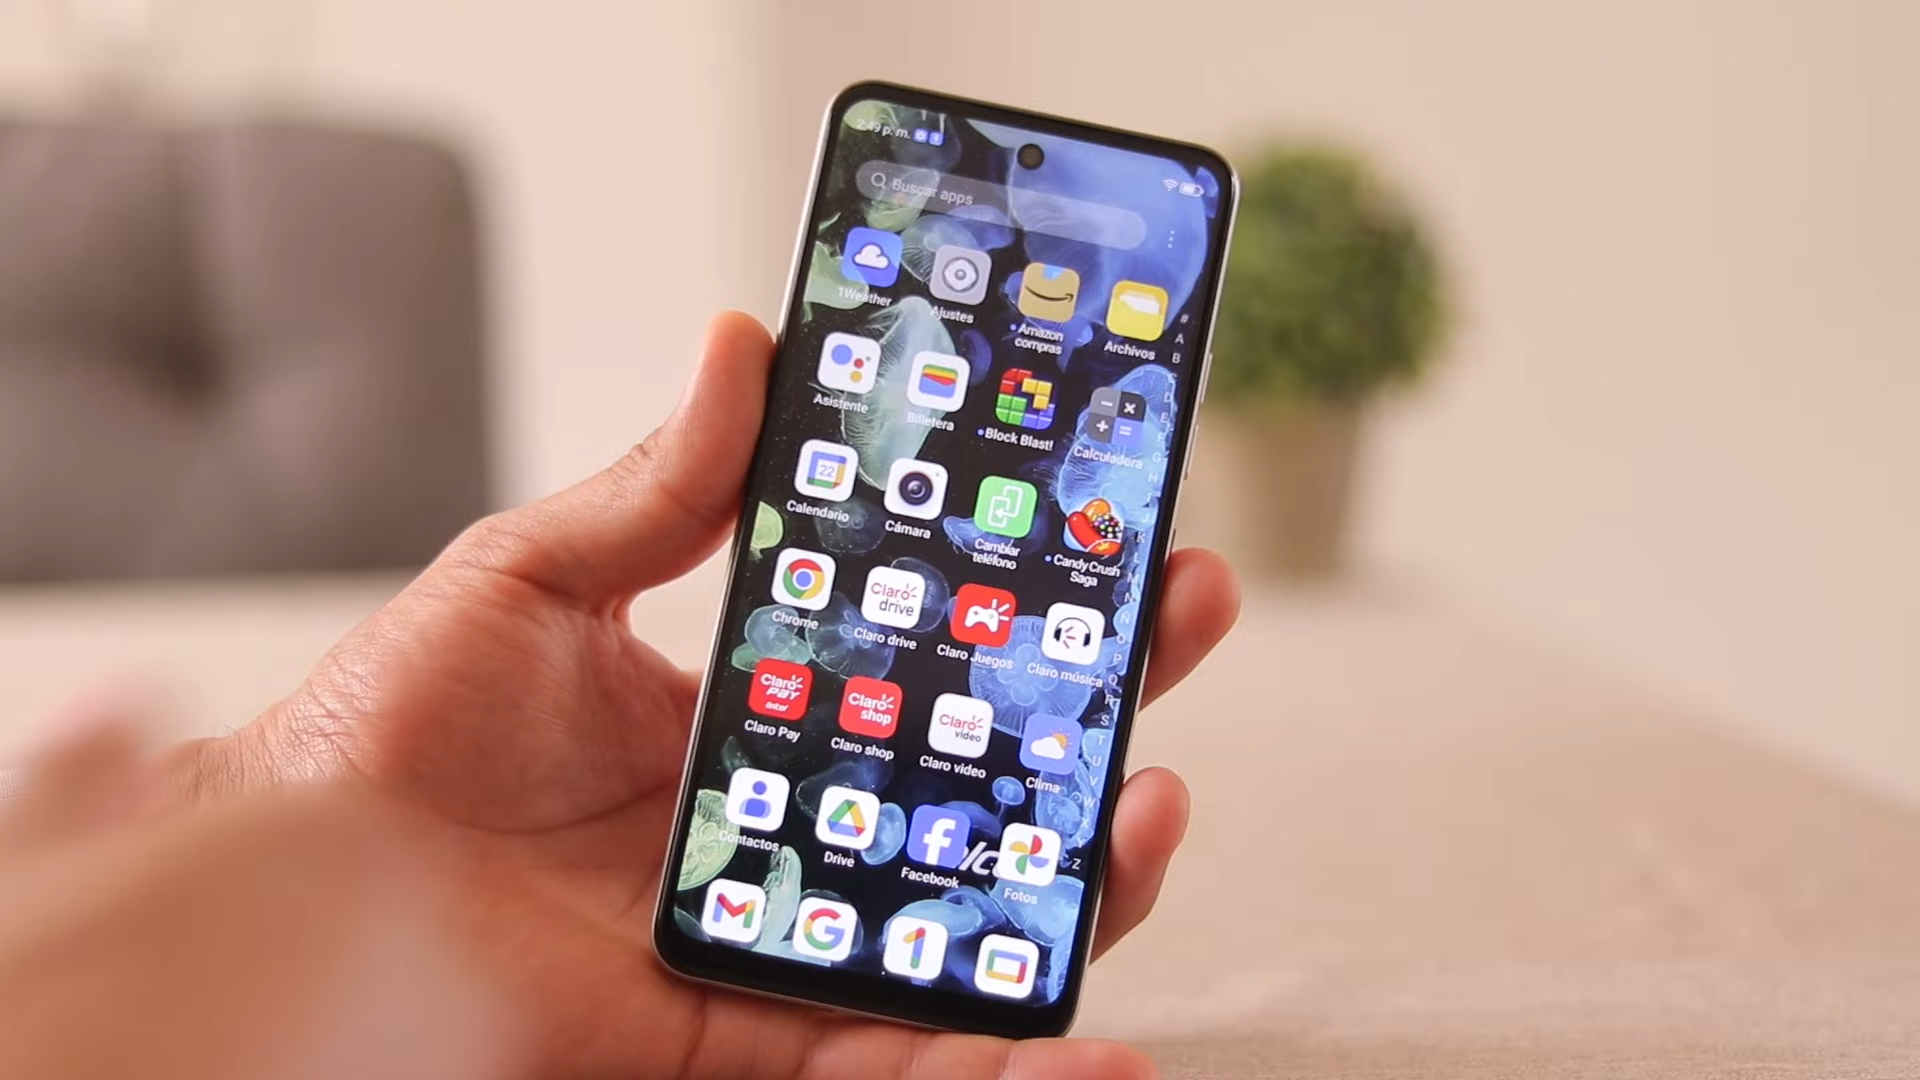 2:49 p. m.
Buscar apps
1Weather
Ajustes
Amazon
compras
Archivos
Asistente
Billetera
Block Blast!
Calculadora
22
Calendario
Cámara
Cambiar
teléfono
Candy Crush
Saga
Chrome
Claro
drive
Claro drive
Claro Juegos
Claro música
Claro
pay
telcel
Claro Pay
Claro
shop
Claro shop
Claro
video
Claro video
Clima
Contactos
Drive
Facebook
Fotos
#
A
B
C
D
E
F
G
H
I
J
K
L
M
N
Ñ
O
P
Q
R
S
T
U
V
W
X
Y
Z